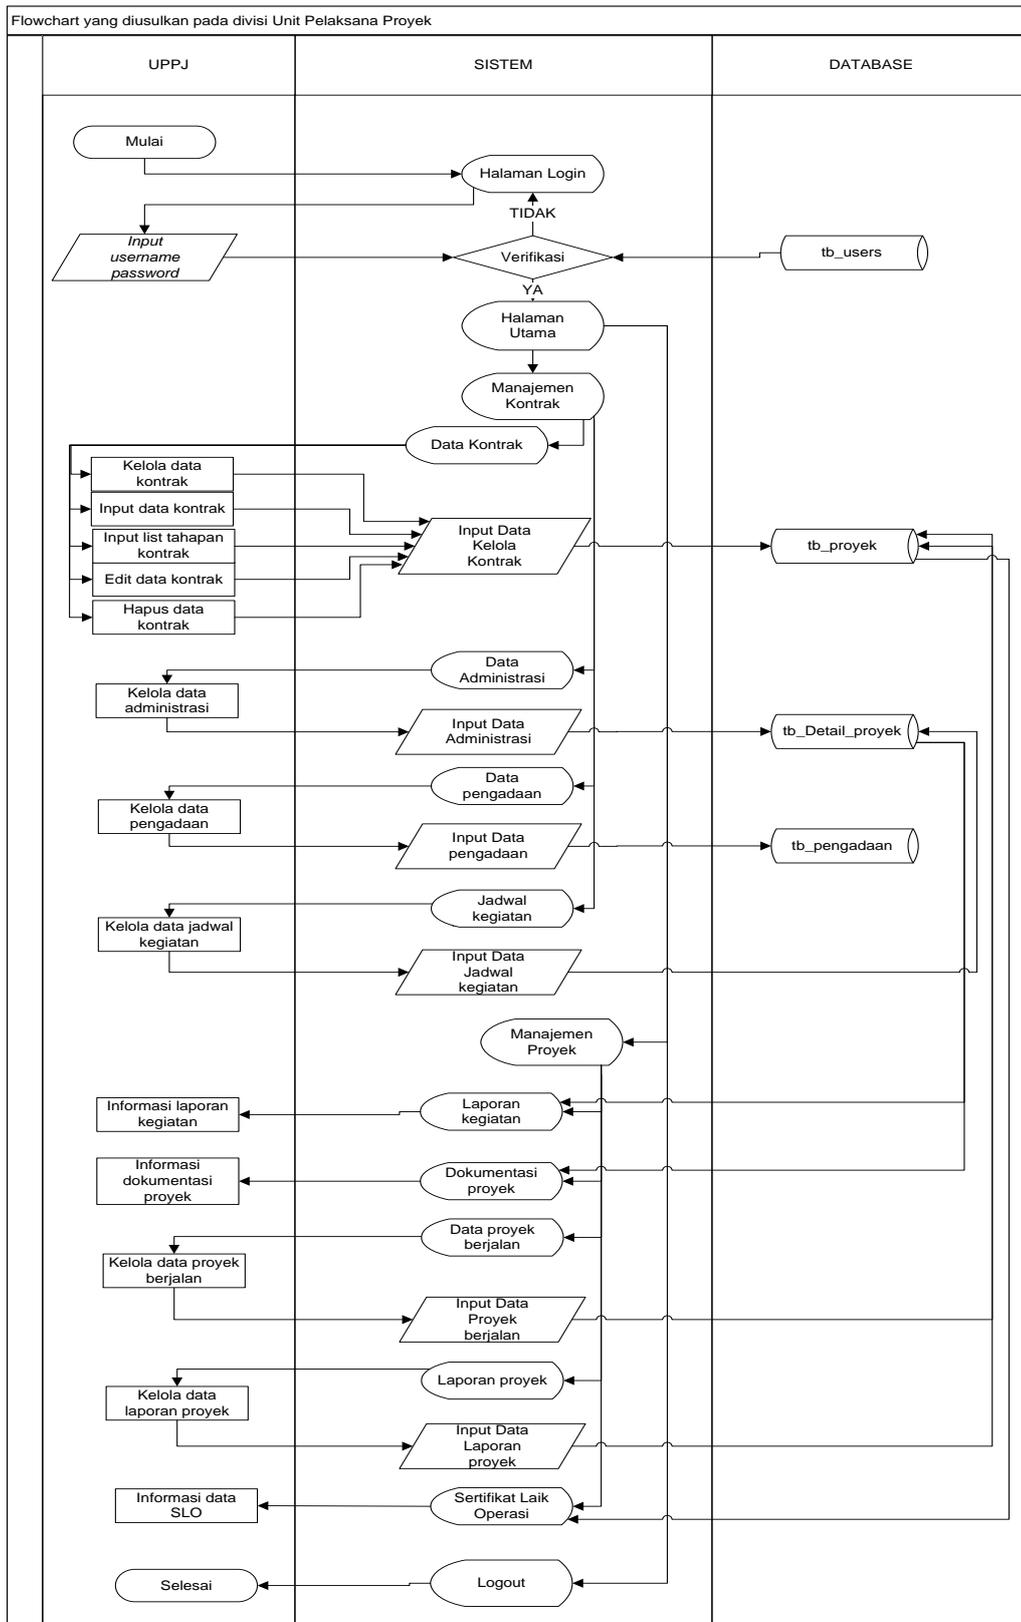 Flowchart yang diusulkan pada divisi Unit Pelaksana Proyek
UPPJ
SISTEM
DATABASE
Mulai
Halaman Login
TIDAK
Input
username
password
Verifikasi
tb_users
YA
Halaman
Utama
Manajemen
Kontrak
Data Kontrak
Kelola data
kontrak
Input data kontrak
Input list tahapan
kontrak
Edit data kontrak
Hapus data
kontrak
Input Data
Kelola
Kontrak
tb_proyek
Data
Administrasi
Kelola data
administrasi
Input Data
Administrasi
tb_Detail_proyek
Data
pengadaan
Kelola data
pengadaan
Input Data
pengadaan
tb_pengadaan
Jadwal
kegiatan
Kelola data jadwal
kegiatan
Input Data
Jadwal
kegiatan
Manajemen
Proyek
Informasi laporan
kegiatan
Laporan
kegiatan
Informasi
dokumentasi
proyek
Dokumentasi
proyek
Data proyek
berjalan
Kelola data proyek
berjalan
Input Data
Proyek
berjalan
Laporan proyek
Kelola data
laporan proyek
Input Data
Laporan
proyek
Informasi data
SLO
Sertifikat Laik
Operasi
Selesai
Logout